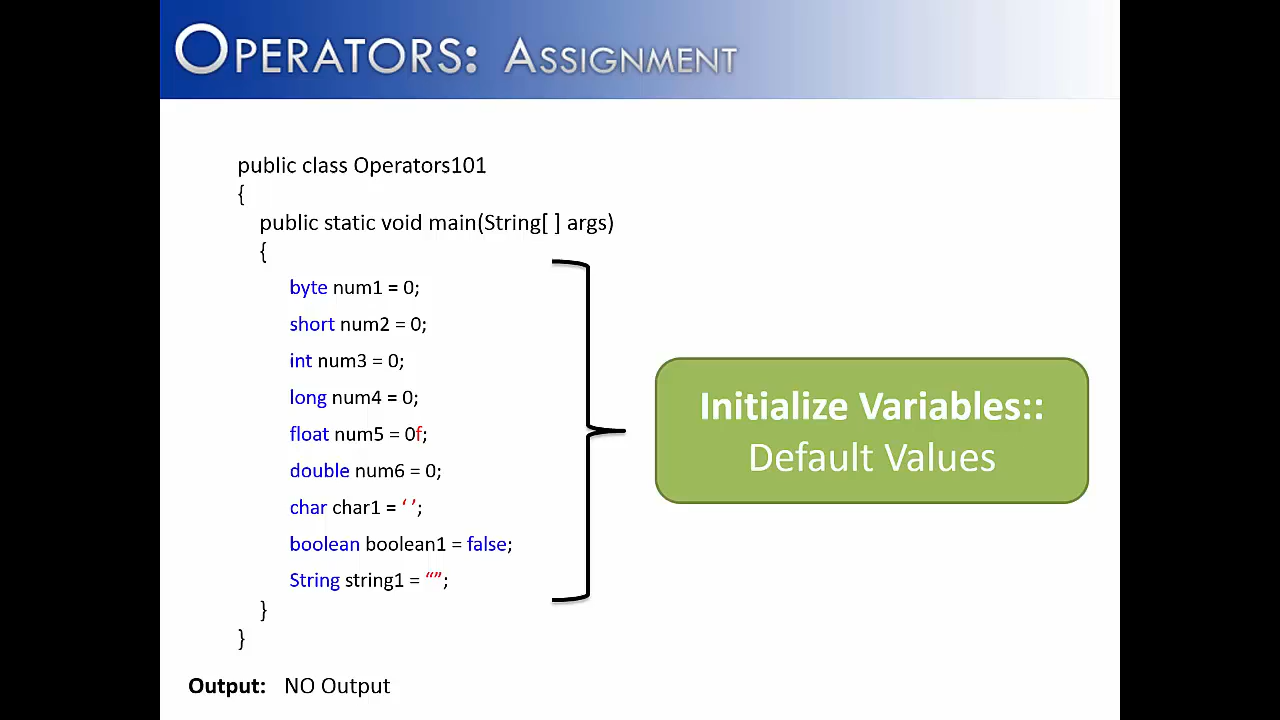 OPERATORS: ASSIGNMENT
public class Operators101
{
public static void main(String[ ] args)
{
byte num1 = 0;
short num2 = 0;
int num3 = 0;
long num4 = 0;
float num5 = 0f;
double num6 = 0;
char char1 = ‘ ’;
boolean boolean1 = false;
String string1 = “”;
}
}
Initialize Variables::
Default Values
Output: NO Output